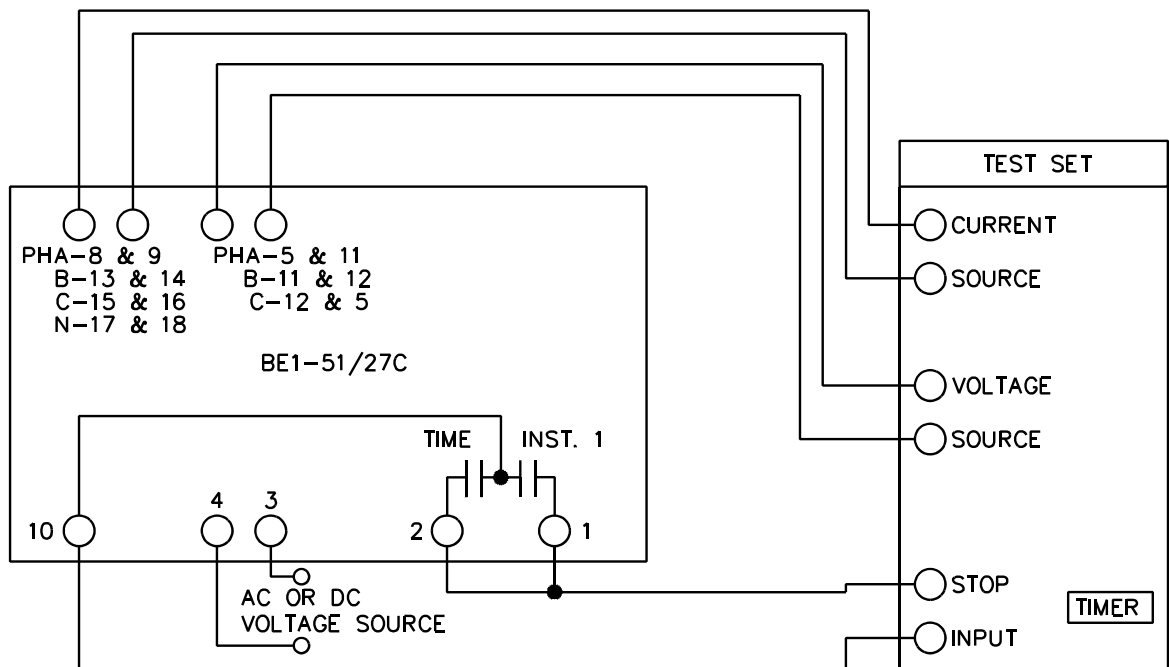 TEST SET
CURRENT
PHA-8 & 9
B-13 & 14
C-15 & 16
N-17 & 18
PHA-5 & 11
B-11 & 12
C-12 & 5
SOURCE
BE1-51/27C
VOLTAGE
SOURCE
TIME
INST. 1
10
4
3
2
1
AC OR DC
VOLTAGE SOURCE
STOP
TIMER
INPUT